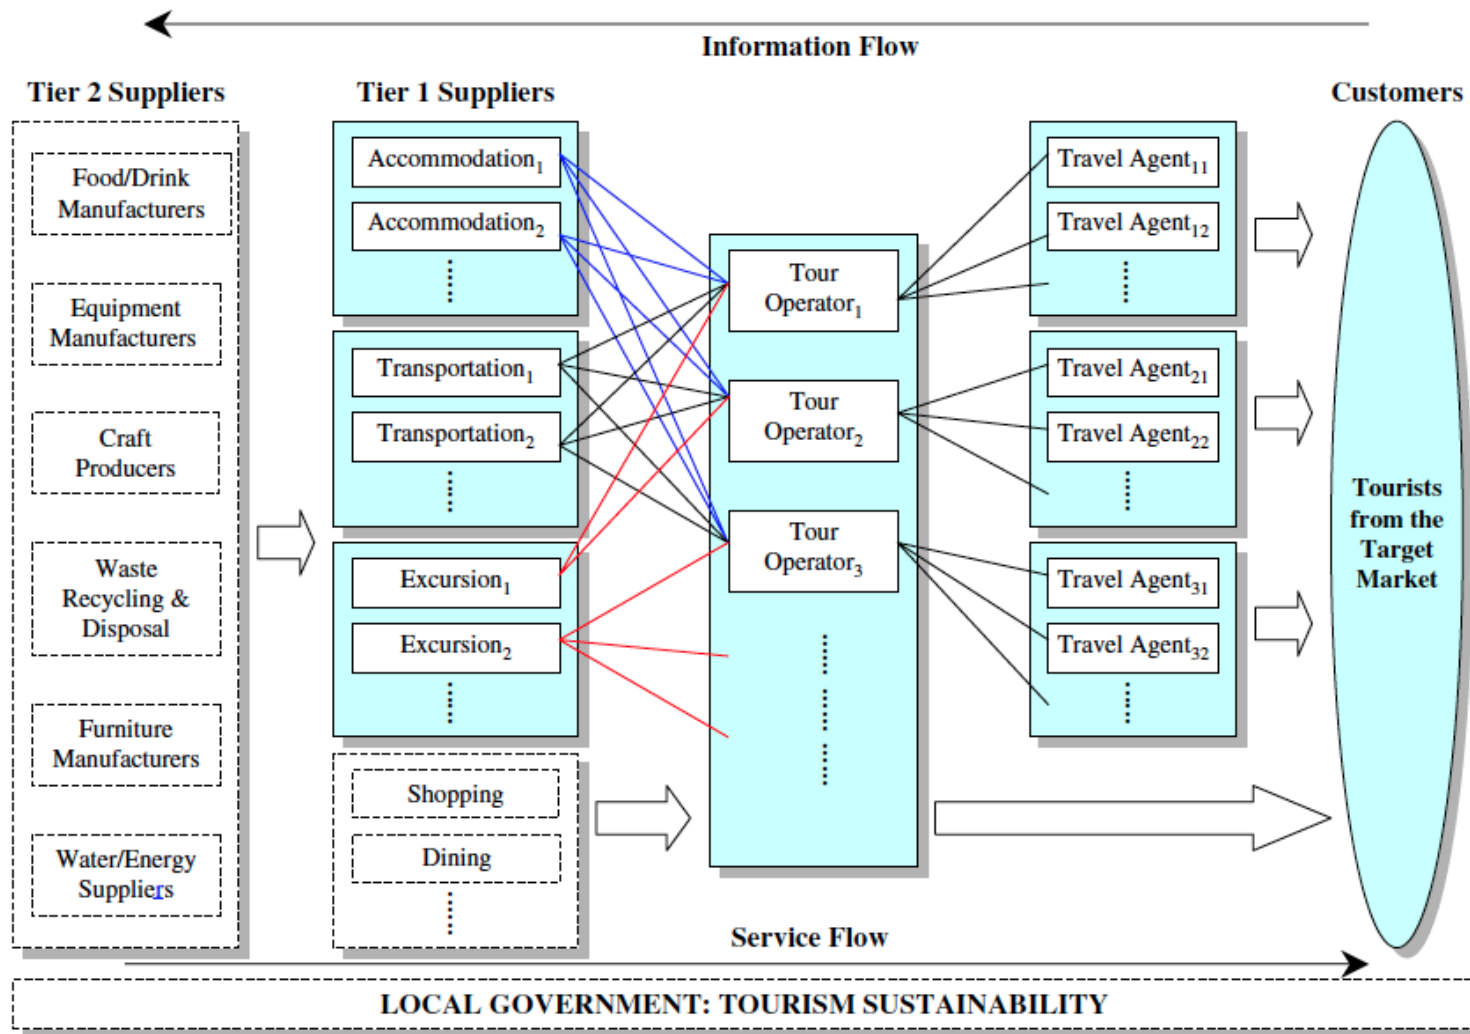 Information Flow
Tier 2 Suppliers
Food/Drink
Manufacturers
Equipment
Manufacturers
Craft
Producers
Waste
Recycling &
Disposal
Furniture
Manufacturers
Water/Energy
Suppliers
Tier 1 Suppliers
Accommodation1
Accommodation2
Transportation1
Transportation2
Excursion1
Excursion2
Shopping
Dining
Tour
Operator1
Tour
Operator2
Tour
Operator3
Travel Agent11
Travel Agent12
Travel Agent21
Travel Agent22
Travel Agent31
Travel Agent32
Customers
Tourists
from the
Target
Market
Service Flow
LOCAL GOVERNMENT: TOURISM SUSTAINABILITY